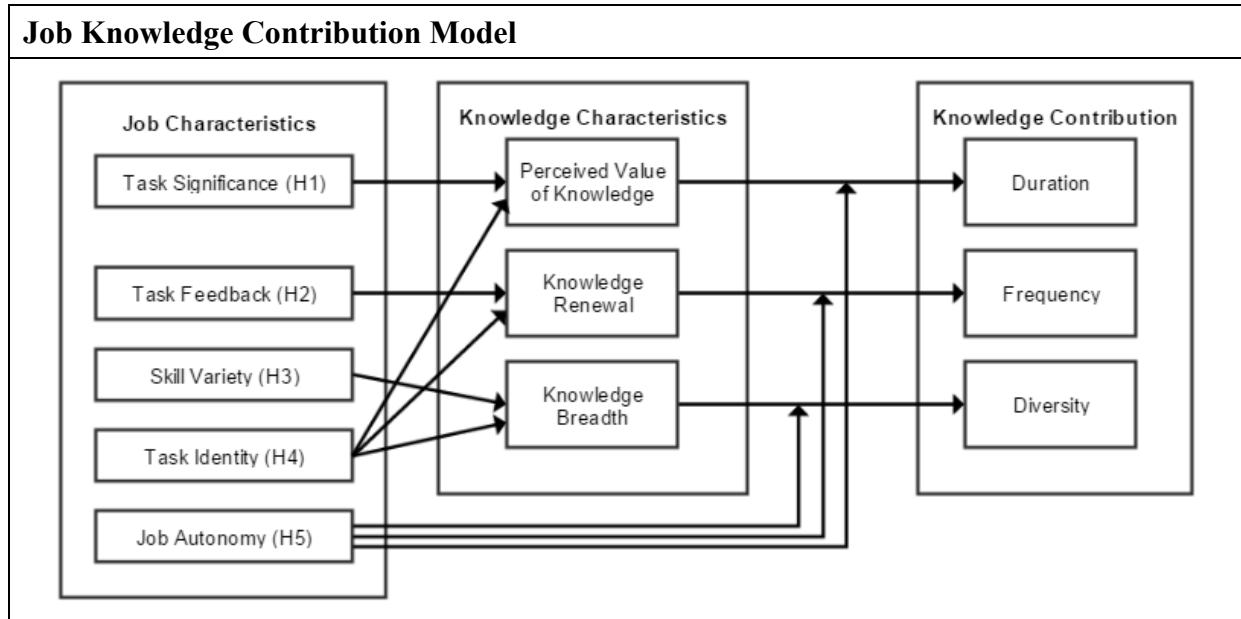 Job Knowledge Contribution Model
Job Characteristics
Task Significance (H1)
Task Feedback (H2)
Skill Variety (H3)
Task Identity (H4)
Job Autonomy (H5)
Knowledge Characteristics
Perceived Value
of Knowledge
Knowledge
Renewal
Knowledge
Breadth
Knowledge Contribution
Duration
Frequency
Diversity